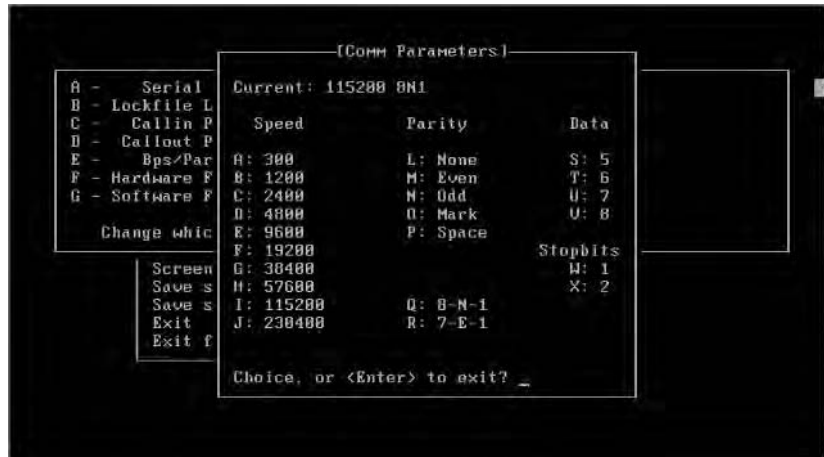 [Comm Parameters]
A - Serial
B - Lockfile L
C - Callin P
D - Callout P
E - Bps/Par
F - Hardware F
G - Software F
Change whic
Screen
Save s
Save s
Exit
Exit f
Current: 115200 8N1
Speed Parity Data
A: 300 L: None S: 5
B: 1200 M: Even T: 6
C: 2400 N: Odd U: 7
D: 4800 O: Mark V: 8
E: 9600 P: Space
F: 19200 Stopbits
G: 38400 W: 1
H: 57600 X: 2
I: 115200 Q: 8-N-1
J: 230400 R: 7-E-1
Choice, or <Enter> to exit? _